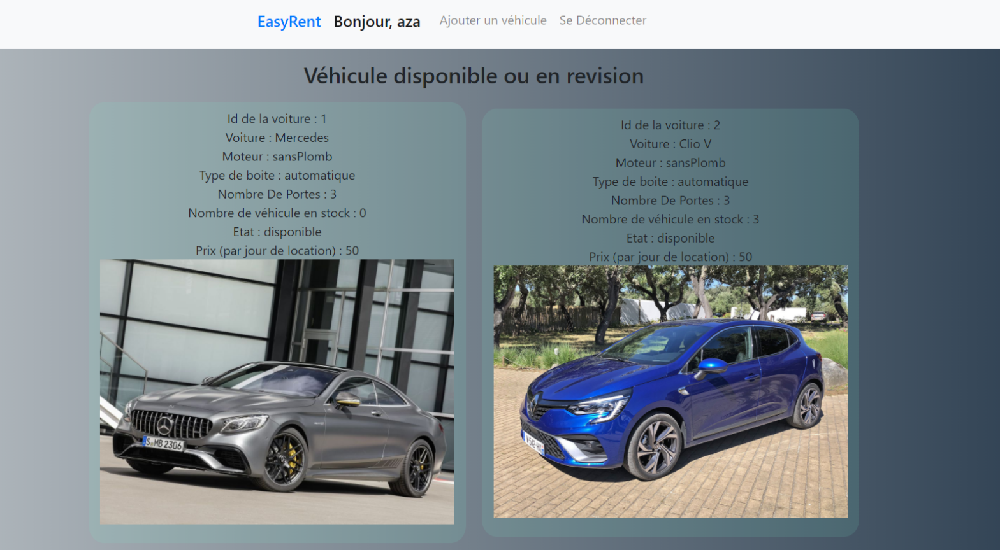 EasyRent Bonjour, aza Ajouter un véhicule Se Déconnecter
Véhicule disponible ou en revision
Id de la voiture : 1
Voiture : Mercedes
Moteur : sansPlomb
Type de boite : automatique
Nombre De Portes : 3
Nombre de véhicule en stock : 0
Etat : disponible
Prix (par jour de location) : 50
S MB 2306
Id de la voiture : 2
Voiture : Clio V
Moteur : sansPlomb
Type de boite : automatique
Nombre De Portes : 3
Nombre de véhicule en stock : 3
Etat : disponible
Prix (par jour de location) : 50